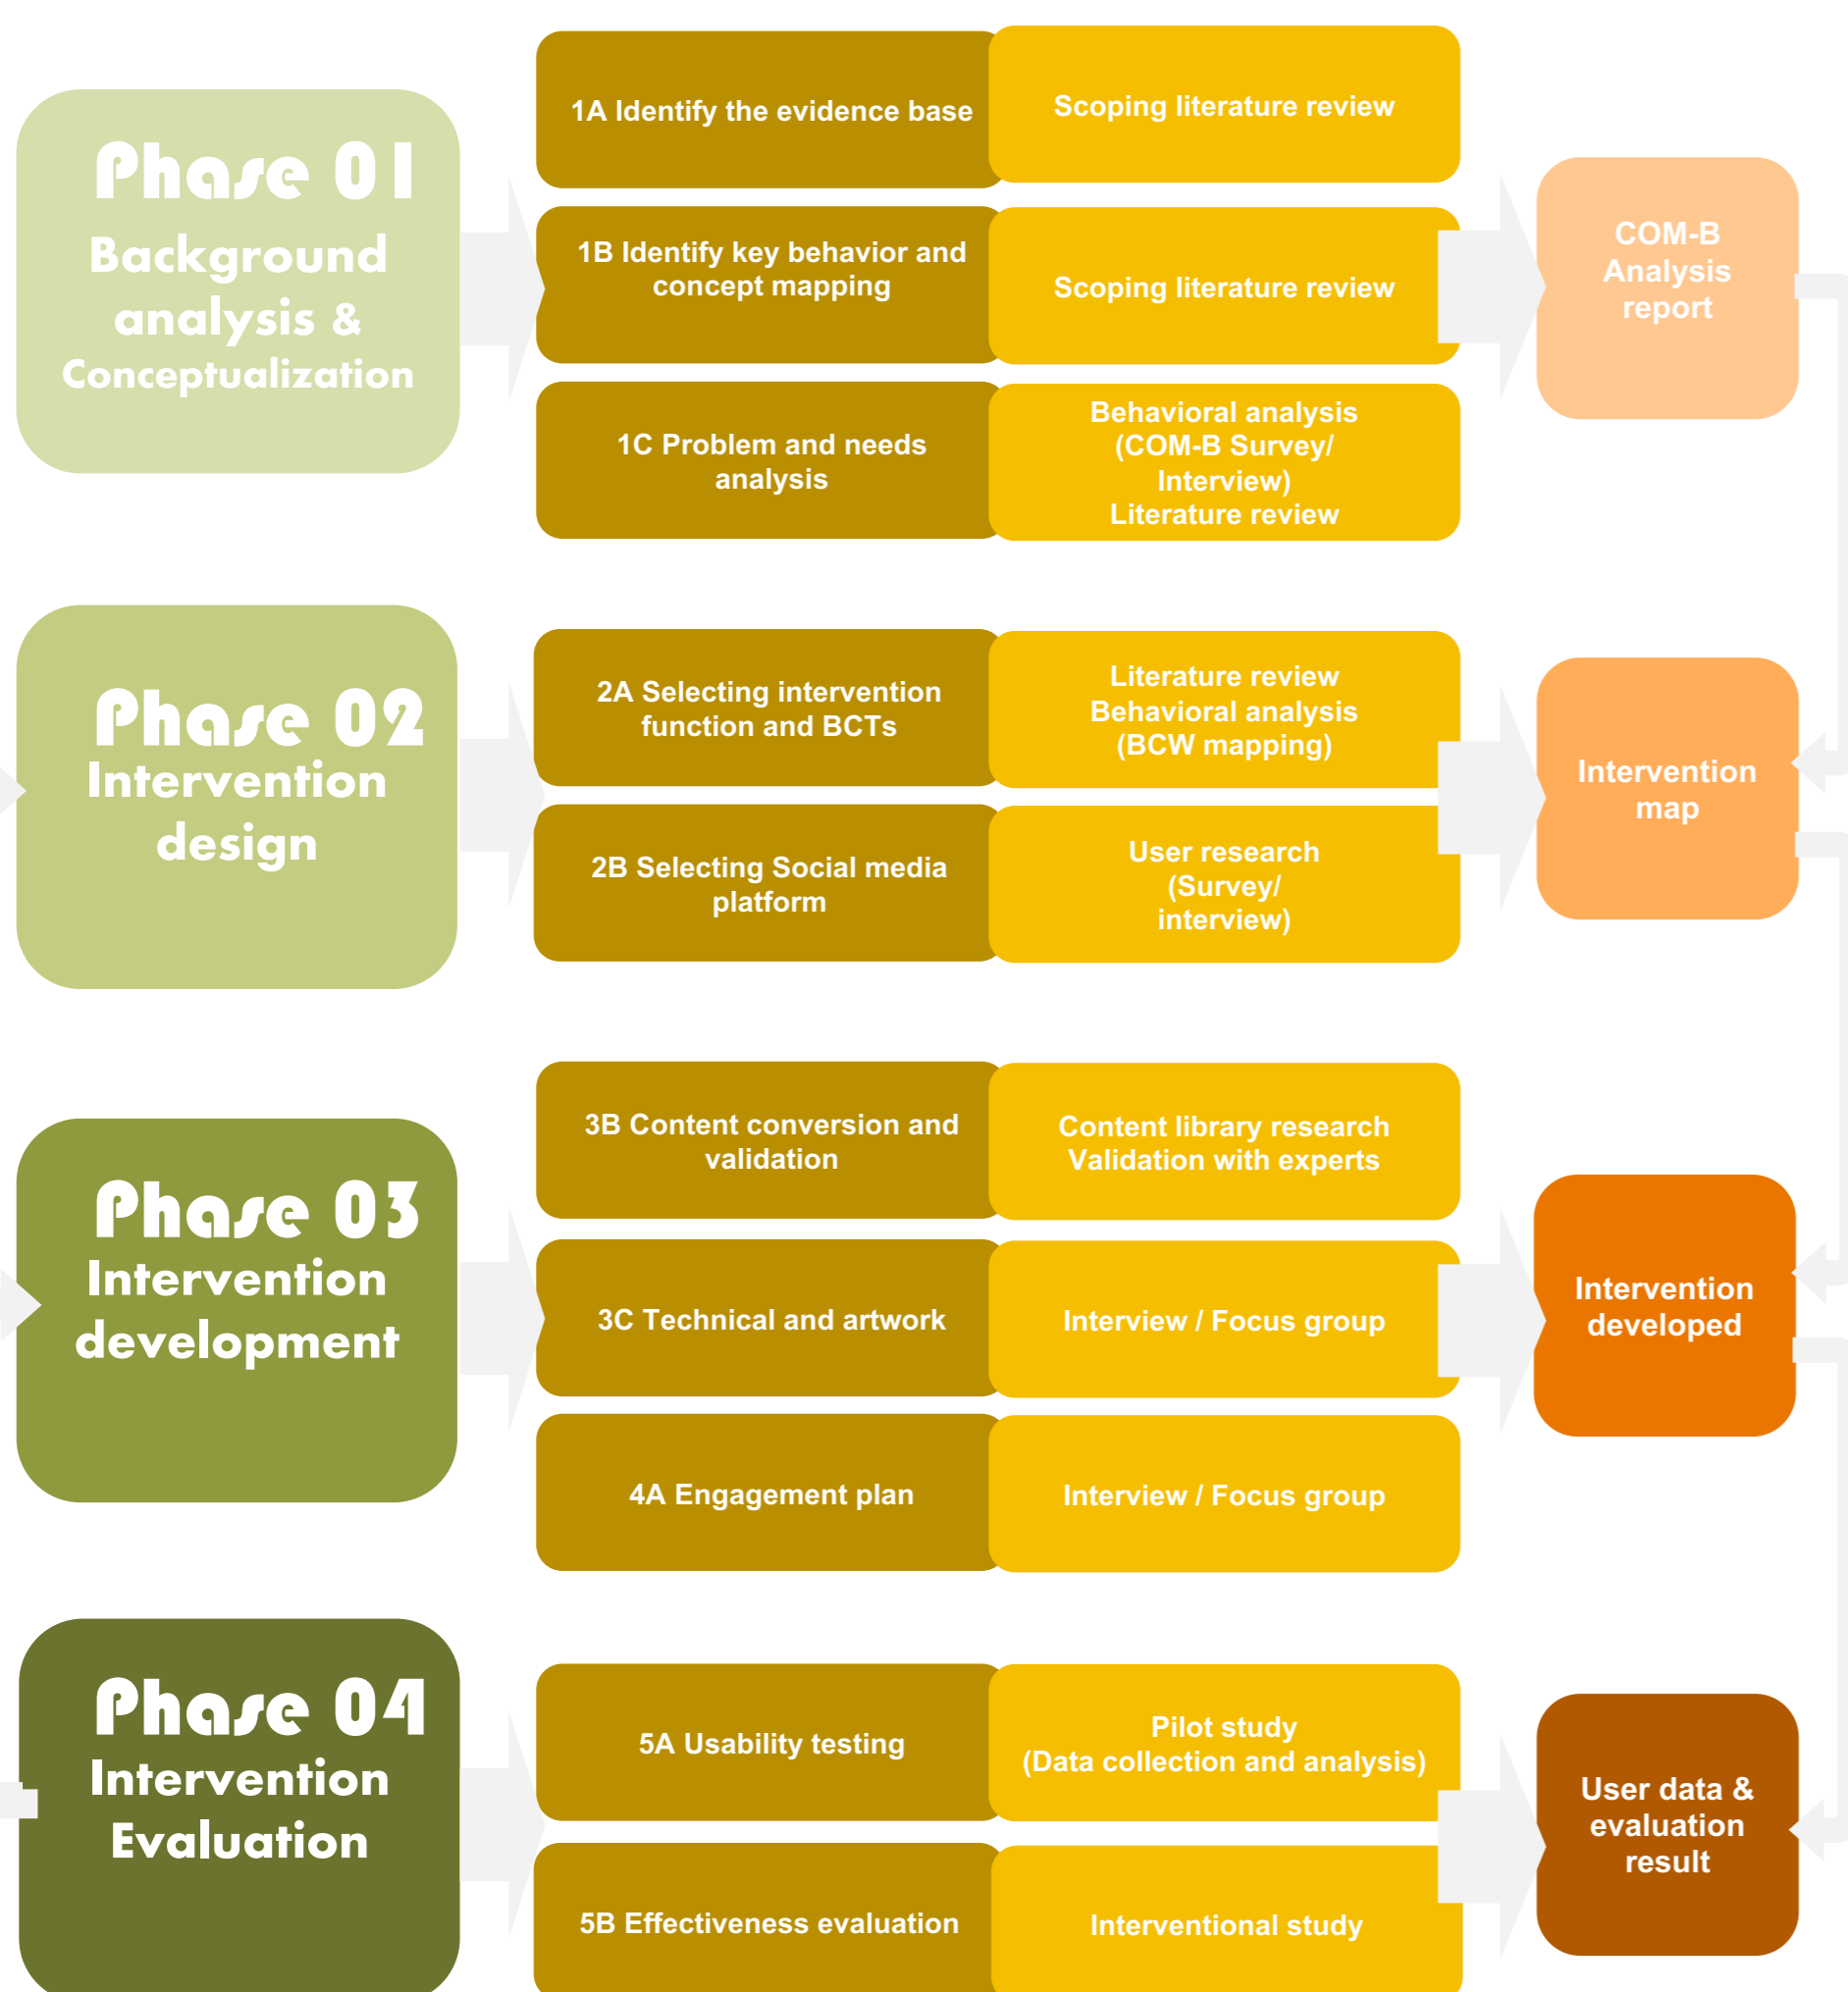 Phase 01
Background
analysis &
Conceptualization
1A Identify the evidence base
Scoping literature review
1B Identify key behavior and
concept mapping
Scoping literature review
1C Problem and needs
analysis
Behavioral analysis
(COM-B Survey/
Interview)
Literature review
COM-B
Analysis
report
Phase 02
Intervention
design
2A Selecting intervention
function and BCTs
Literature review
Behavioral analysis
(BCW mapping)
2B Selecting Social media
platform
User research
(Survey/
interview)
Intervention
map
Phase 03
Intervention
development
3B Content conversion and
validation
Content library research
Validation with experts
3C Technical and artwork
Interview / Focus group
4A Engagement plan
Interview / Focus group
Intervention
developed
Phase 04
Intervention
Evaluation
5A Usability testing
Pilot study
(Data collection and analysis)
5B Effectiveness evaluation
Interventional study
User data &
evaluation
result